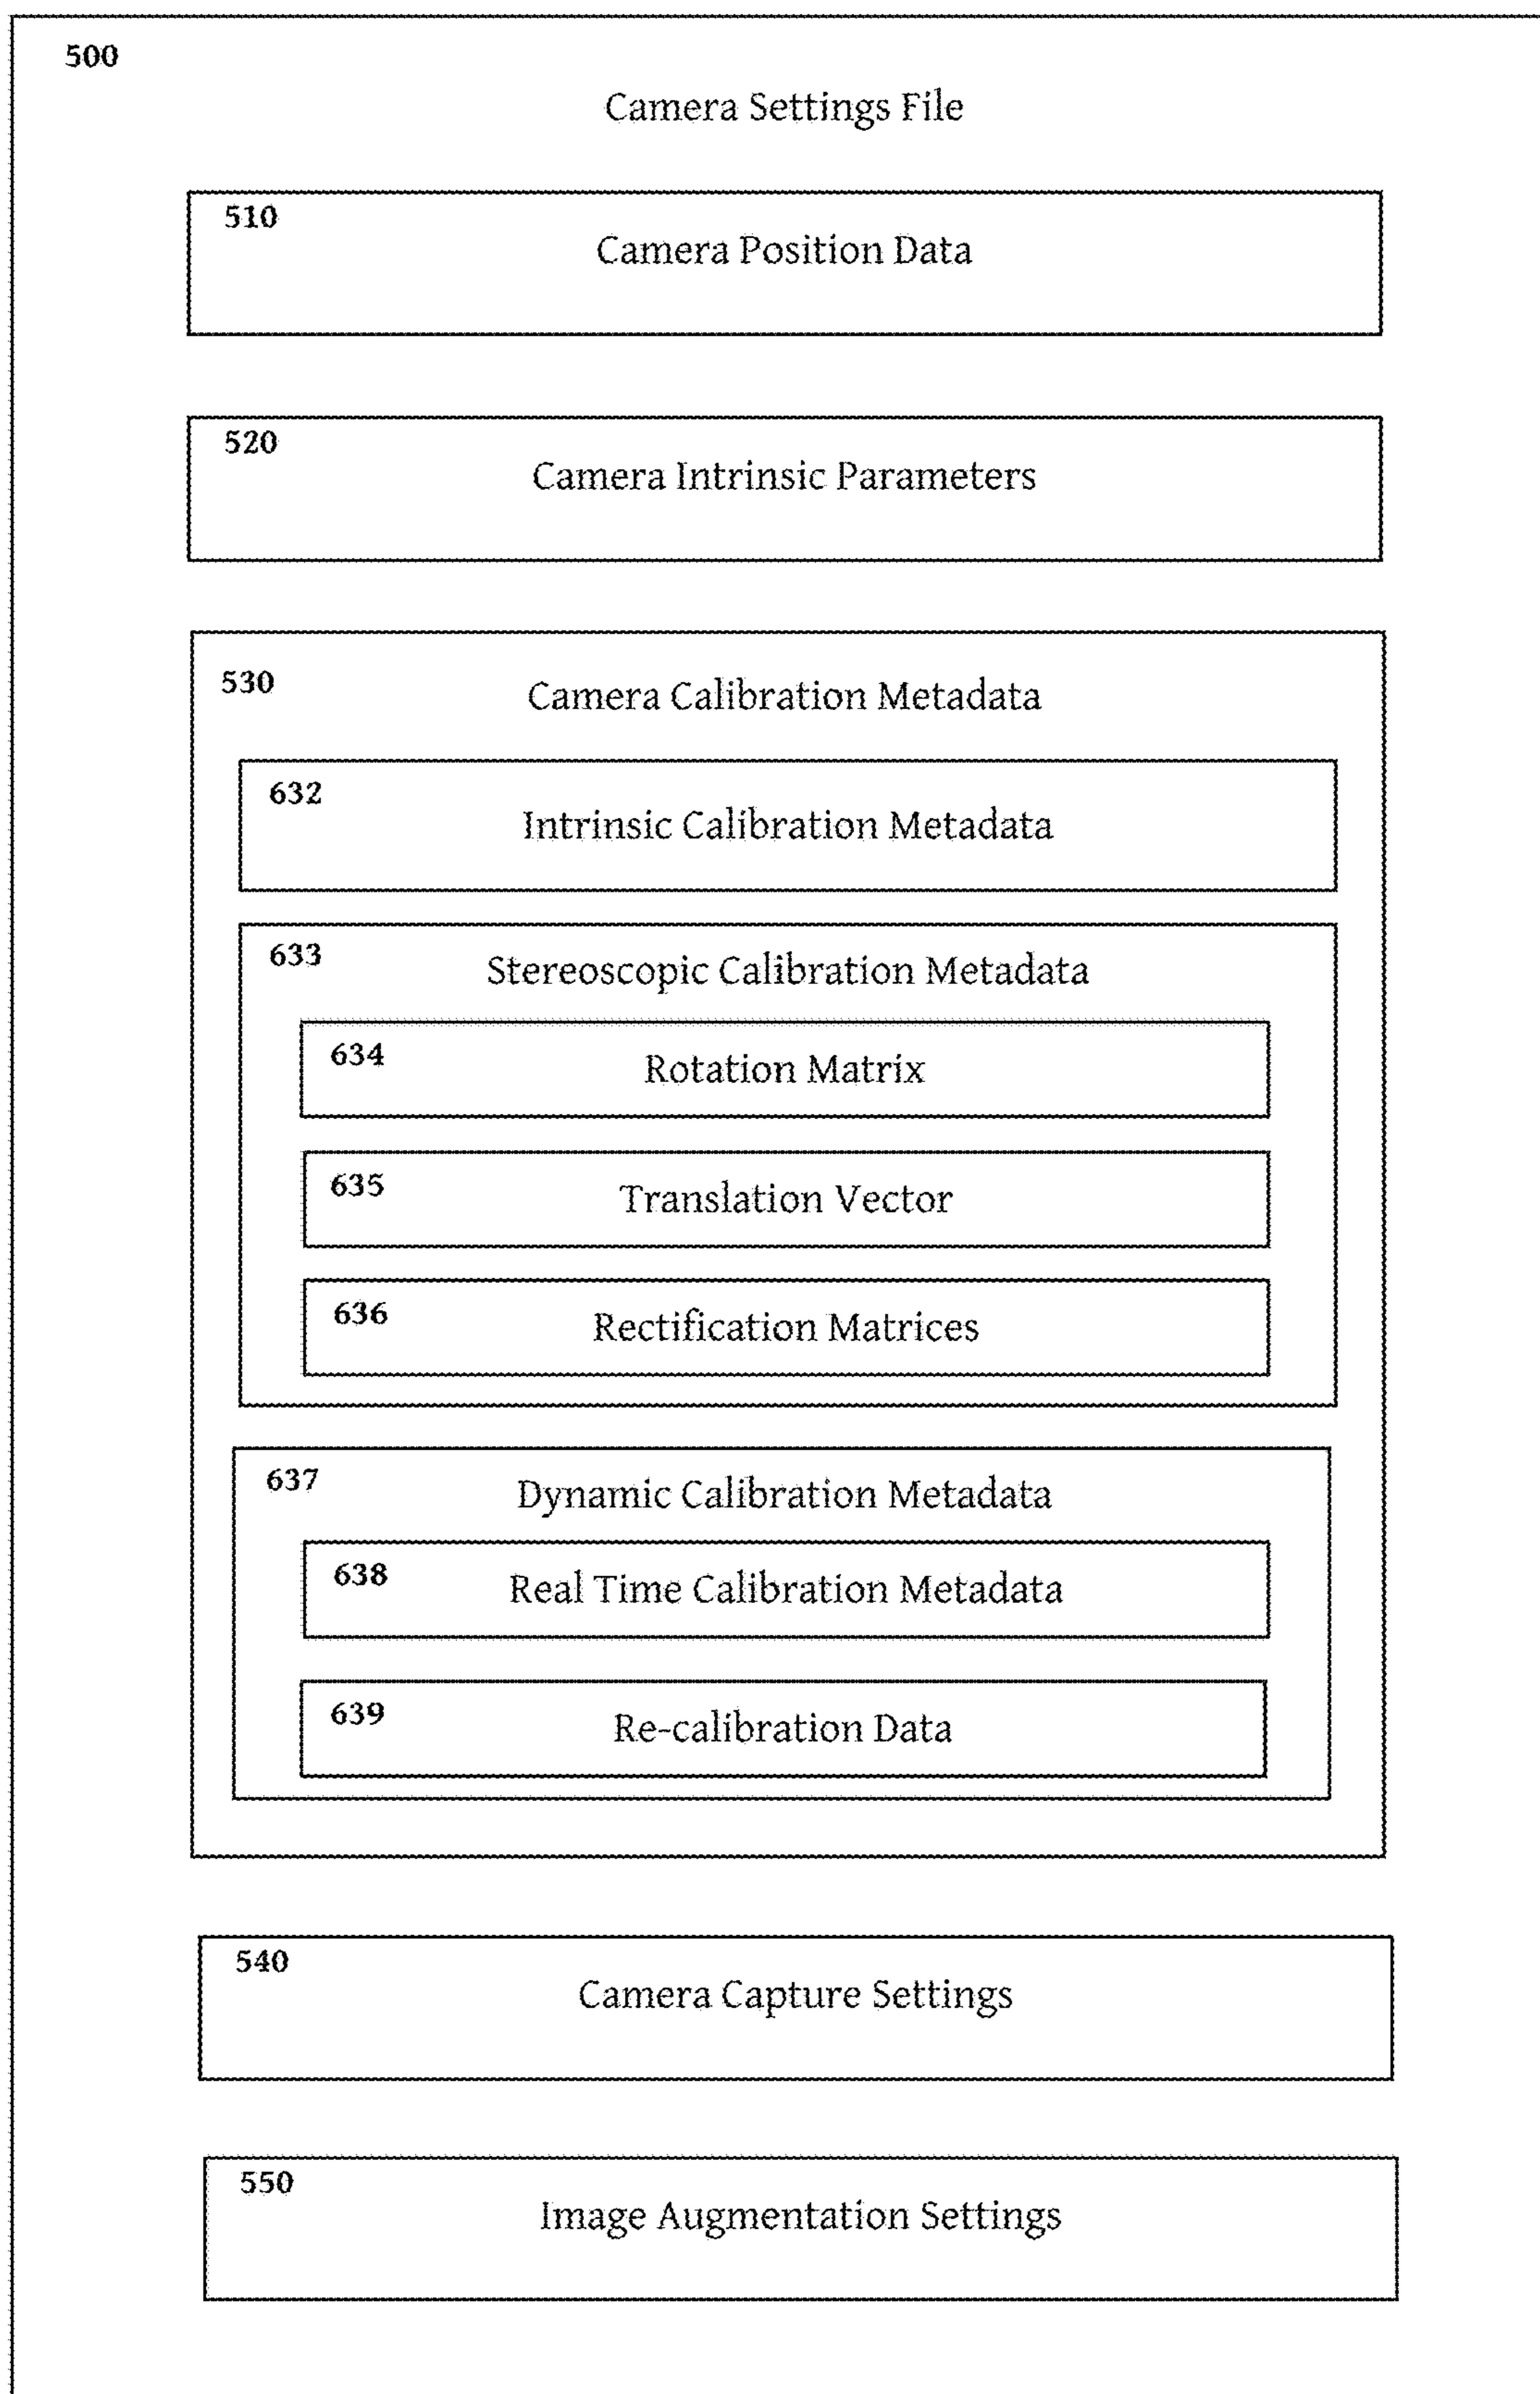 500
Camera Settings File
510
Camera Position Data
520
Camera Intrinsic Parameters
530
Camera Calibration Metadata
632
Intrinsic Calibration Metadata
633
Stereoscopic Calibration Metadata
634
Rotation Matrix
635
Translation Vector
636
Rectification Matrices
637
Dynamic Calibration Metadata
638
Real Time Calibration Metadata
639
Re-calibration Data
540
Camera Capture Settings
550
Image Augmentation Settings